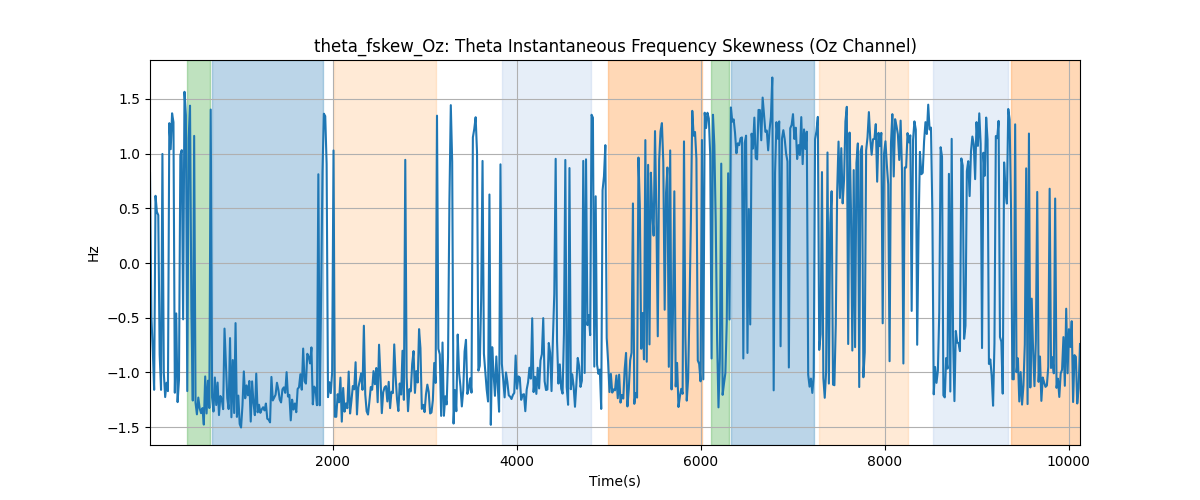 theta_fskew_Oz: Theta Instantaneous Frequency Skewness (Oz Channel)
1.5
1.0
0.5
0.0
−0.5
−1.0
−1.5
Hz
2000 4000 6000 8000 10000
Time(s)